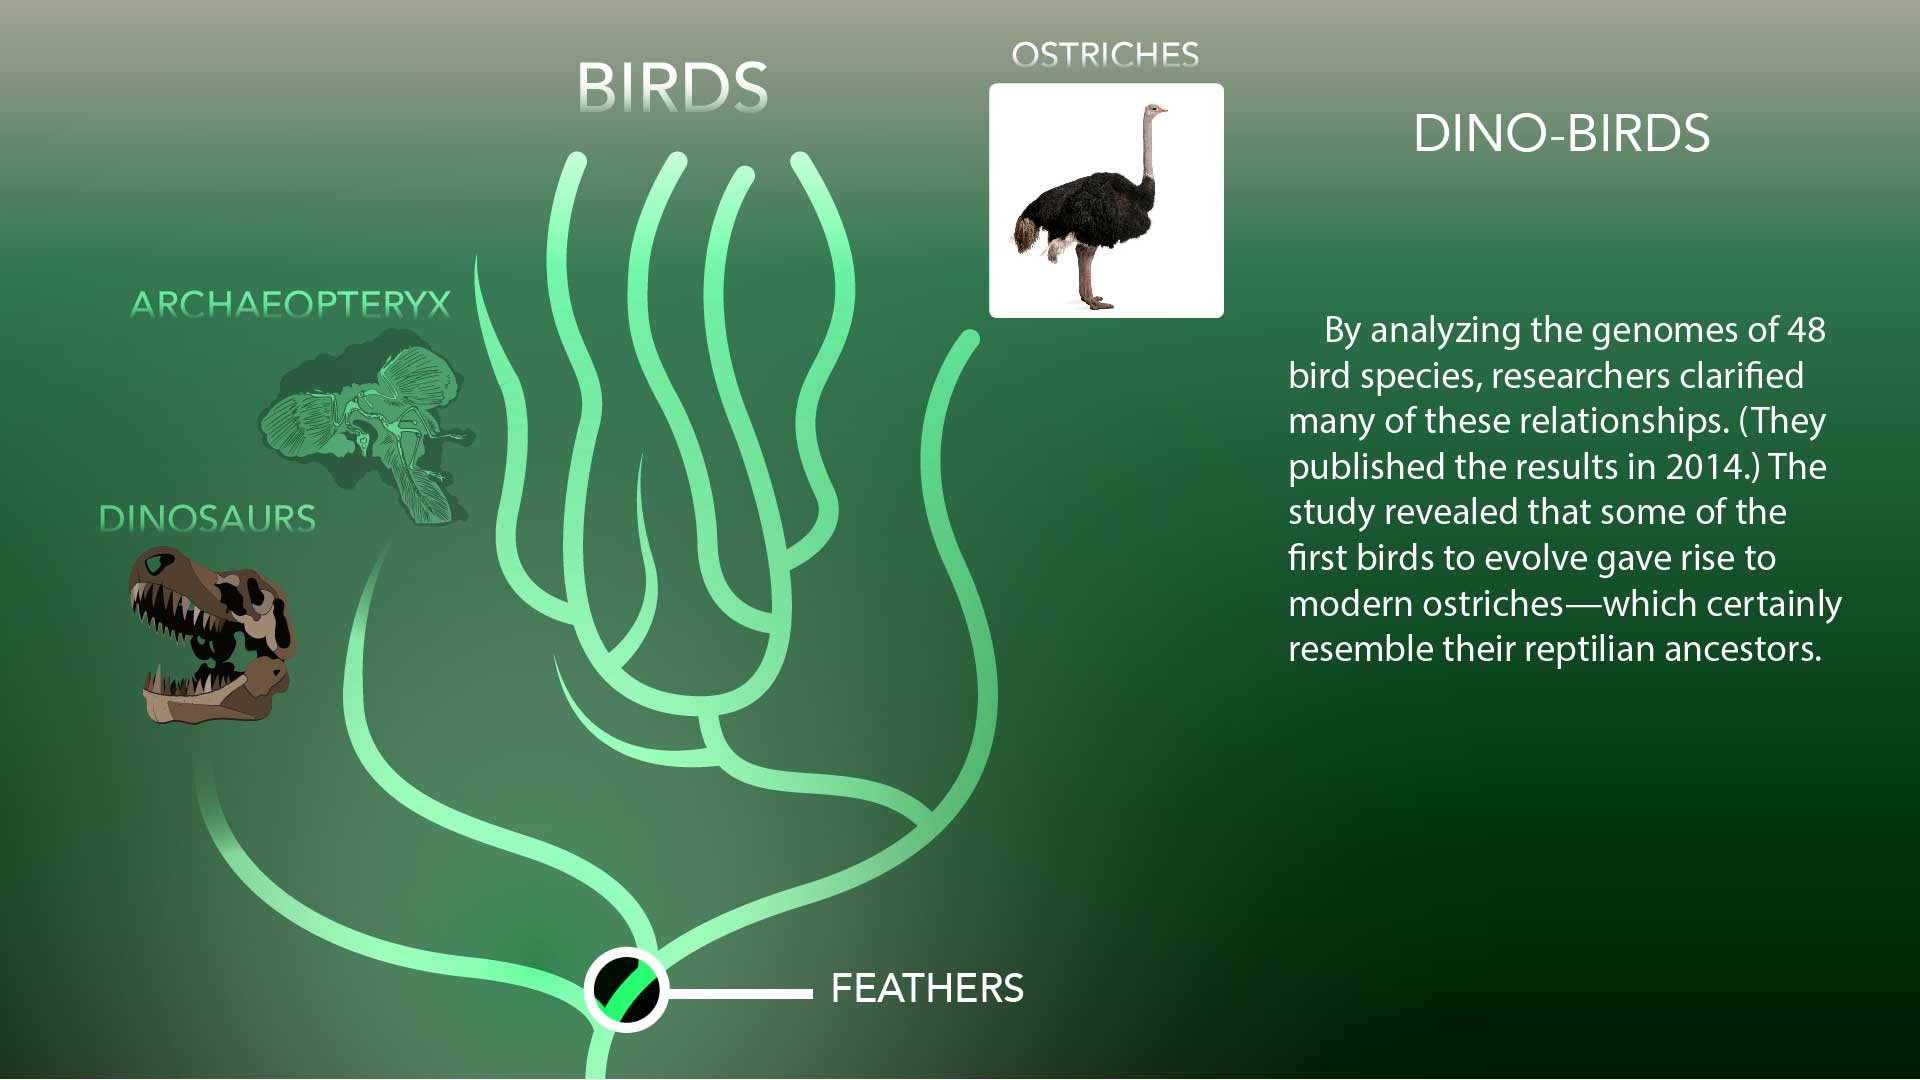 BIRDS
OSTRICHES
DINO-BIRDS
ARCHAEOPTERYX
DINOSAURS
By analyzing the genomes of 48
bird species, researchers clarified
many of these relationships. (They
published the results in 2014.) The
study revealed that some of the
first birds to evolve gave rise to
modern ostriches—which certainly
resemble their reptilian ancestors.
FEATHERS